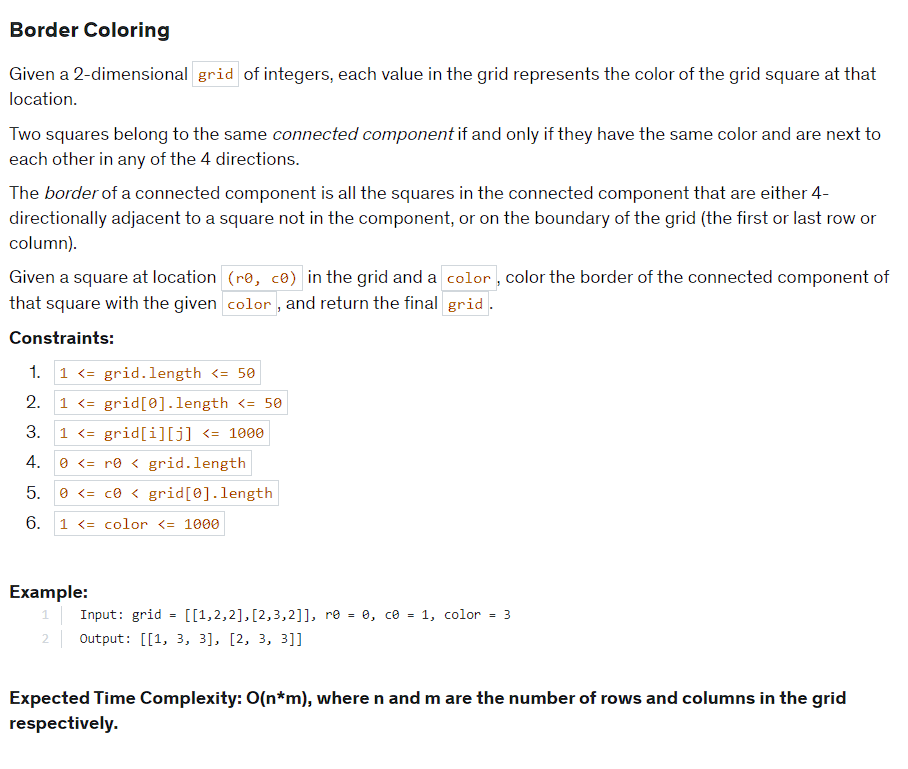 Border Coloring
Given a 2-dimensional grid of integers, each value in the grid represents the color of the grid square at that
location.
Two squares belong to the same connected component if and only if they have the same color and are next to
each other in any of the 4 directions.
The border of a connected component is all the squares in the connected component that are either 4-
directionally adjacent to a square not in the component, or on the boundary of the grid (the first or last row or
column).
Given a square at location (r0, c0) in the grid and a color , color the border of the connected component of
that square with the given color , and return the final grid .
Constraints:
1. 1 <= grid.length <= 50
2. 1 <= grid[0].length <= 50
3. 1 <= grid[i][j] <= 1000
4. 0 <= r0 < grid.length
5. 0 <= c0 < grid[0].length
6. 1 <= color <= 1000
Example:
1 Input: grid = [[1,2,2],[2,3,2]], r0 = 0, c0 = 1, color = 3
2 Output: [[1, 3, 3], [2, 3, 3]]
Expected Time Complexity: O(n*m), where n and m are the number of rows and columns in the grid
respectively.